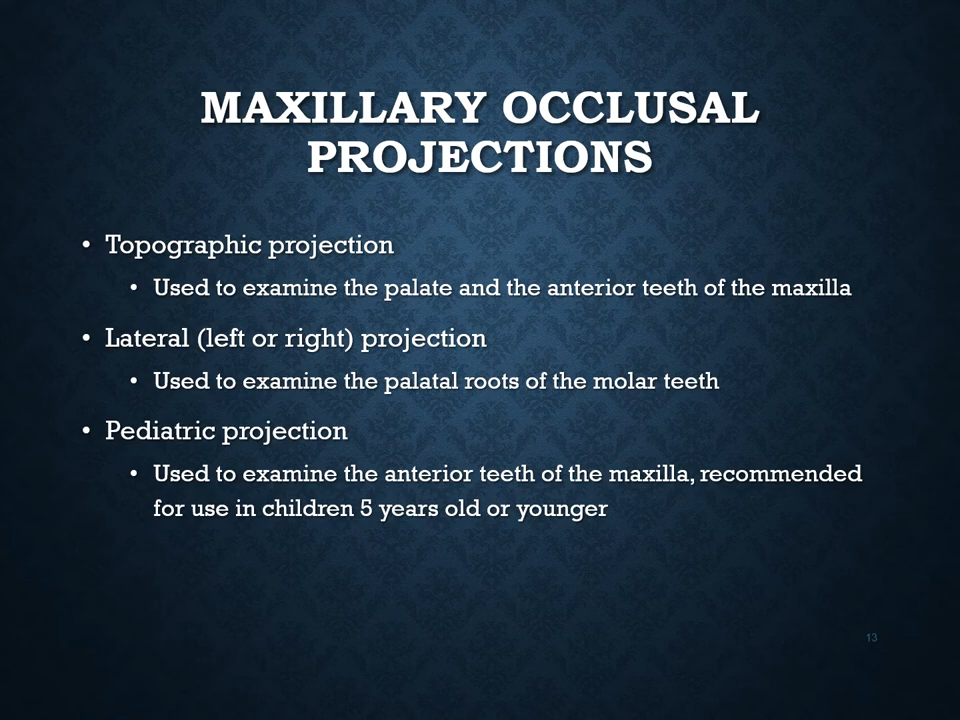 MAXILLARY OCCLUSAL
PROJECTIONS
• Topographic projection
• Used to examine the palate and the anterior teeth of the maxilla
• Lateral (left or right) projection
• Used to examine the palatal roots of the molar teeth
• Pediatric projection
• Used to examine the anterior teeth of the maxilla, recommended
for use in children 5 years old or younger
13